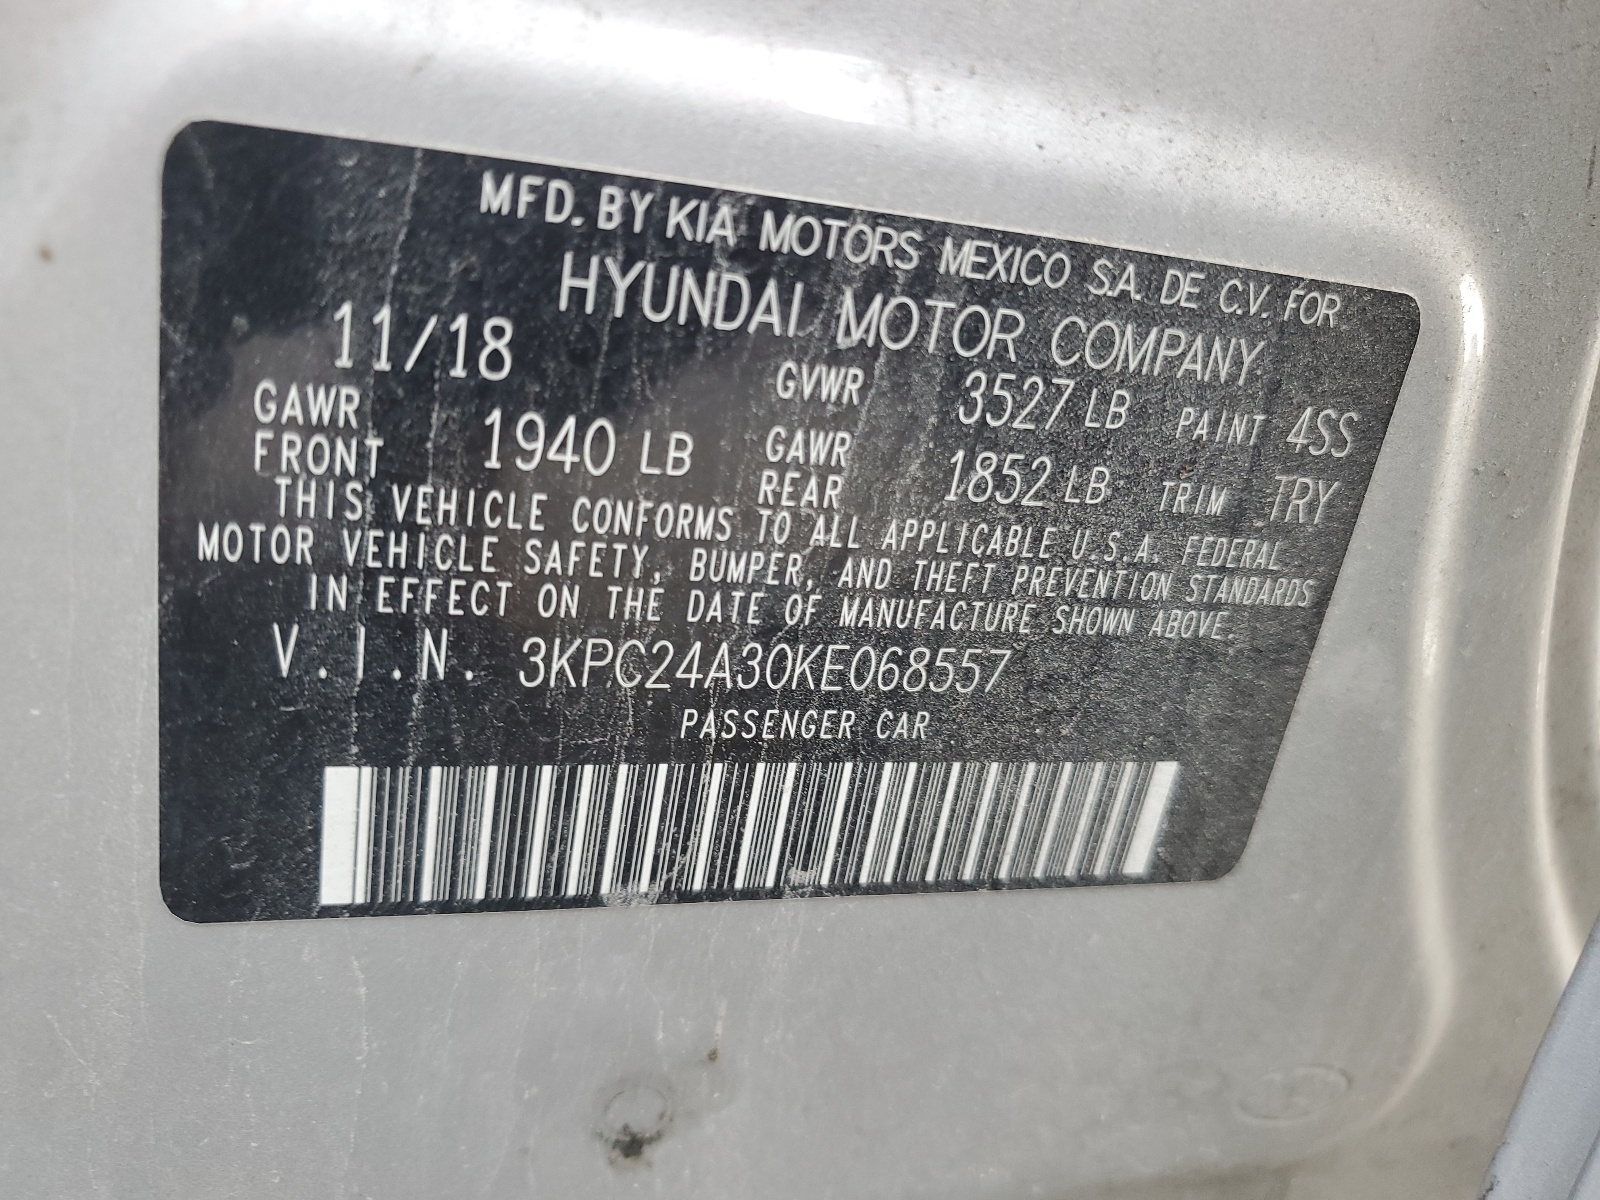 MFD. BY KIA MOTORS MEXICO S.A. DE C.V. FOR
HYUNDAI MOTOR COMPANY
11/18 GVWR 3527 LB PAINT 4SS
GAWR FRONT 1940 LB GAWR REAR 1852 LB TRIM TRY
THIS VEHICLE CONFORMS TO ALL APPLICABLE U.S.A. FEDERAL
MOTOR VEHICLE SAFETY, BUMPER, AND THEFT PREVENTION STANDARDS
IN EFFECT ON THE DATE OF MANUFACTURE SHOWN ABOVE.
V.I.N. 3KPC24A30KE068557
PASSENGER CAR